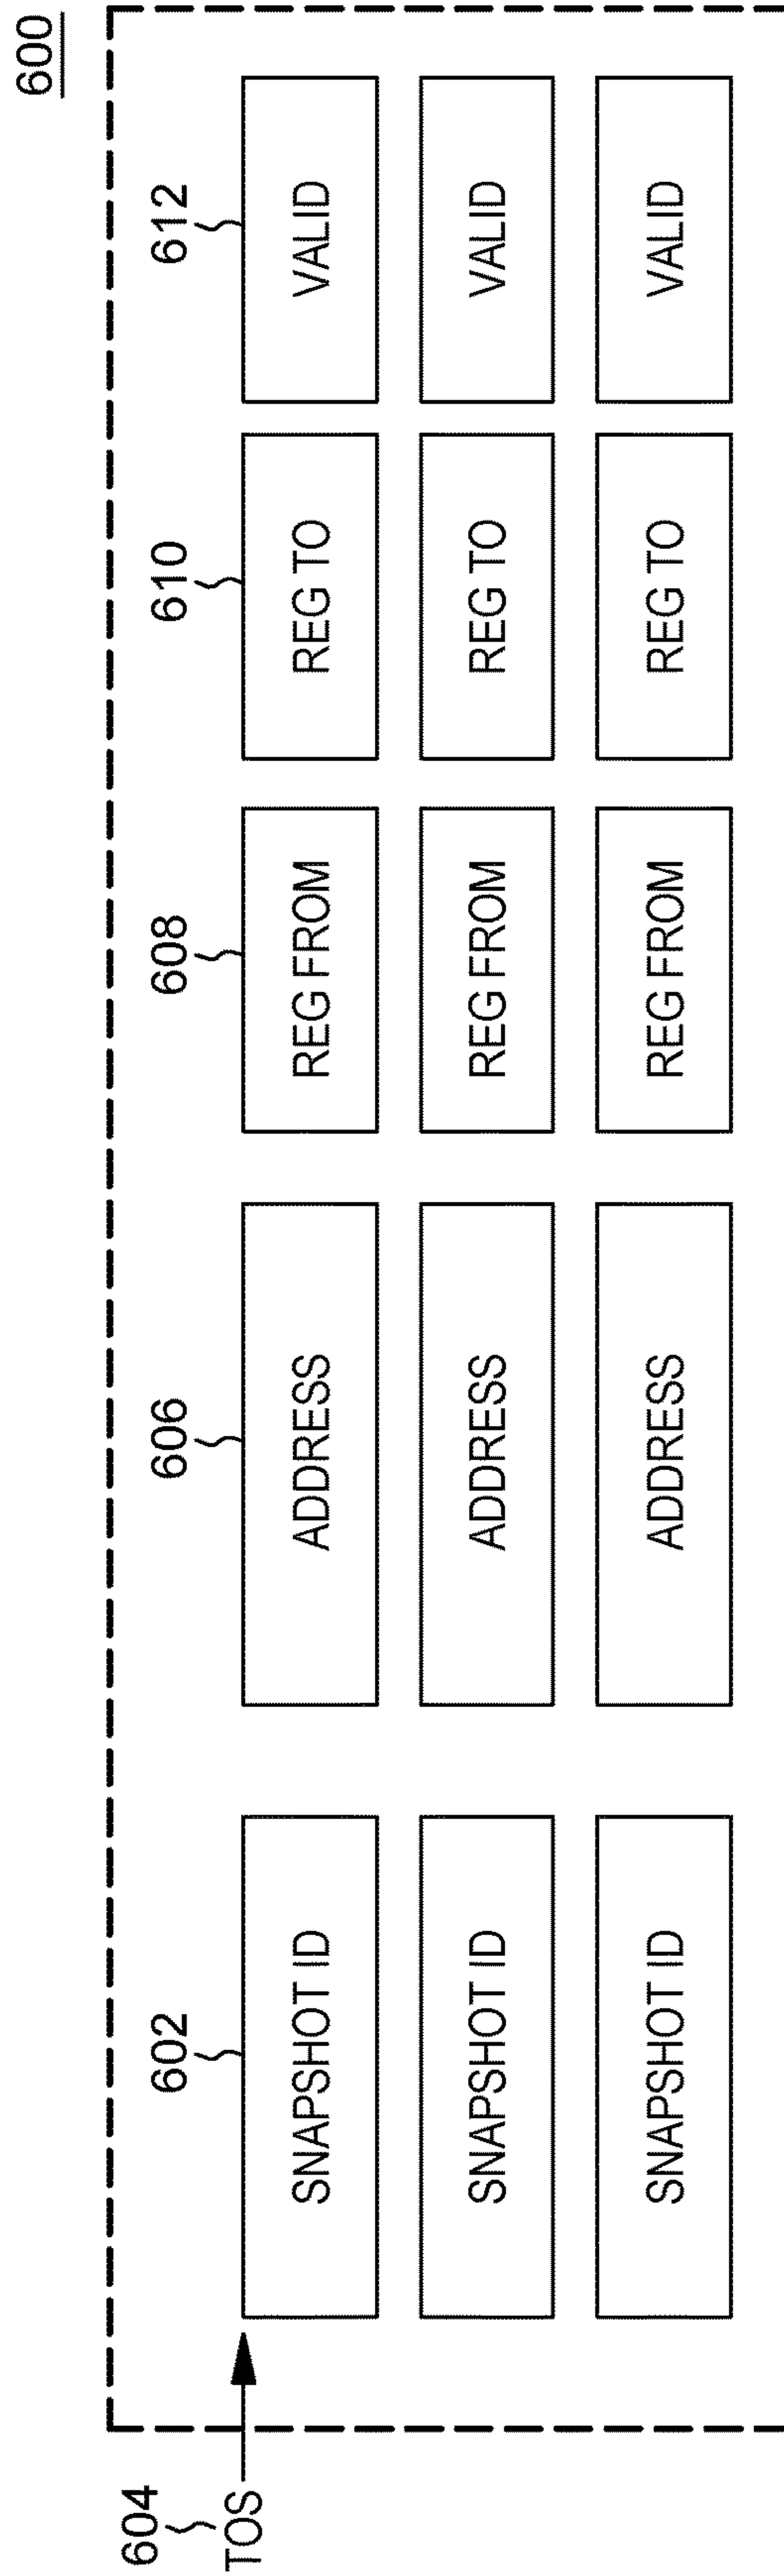 600
604
TOS
602
606
608
610
612
SNAPSHOT ID
ADDRESS
REG FROM
REG TO
VALID
SNAPSHOT ID
ADDRESS
REG FROM
REG TO
VALID
SNAPSHOT ID
ADDRESS
REG FROM
REG TO
VALID